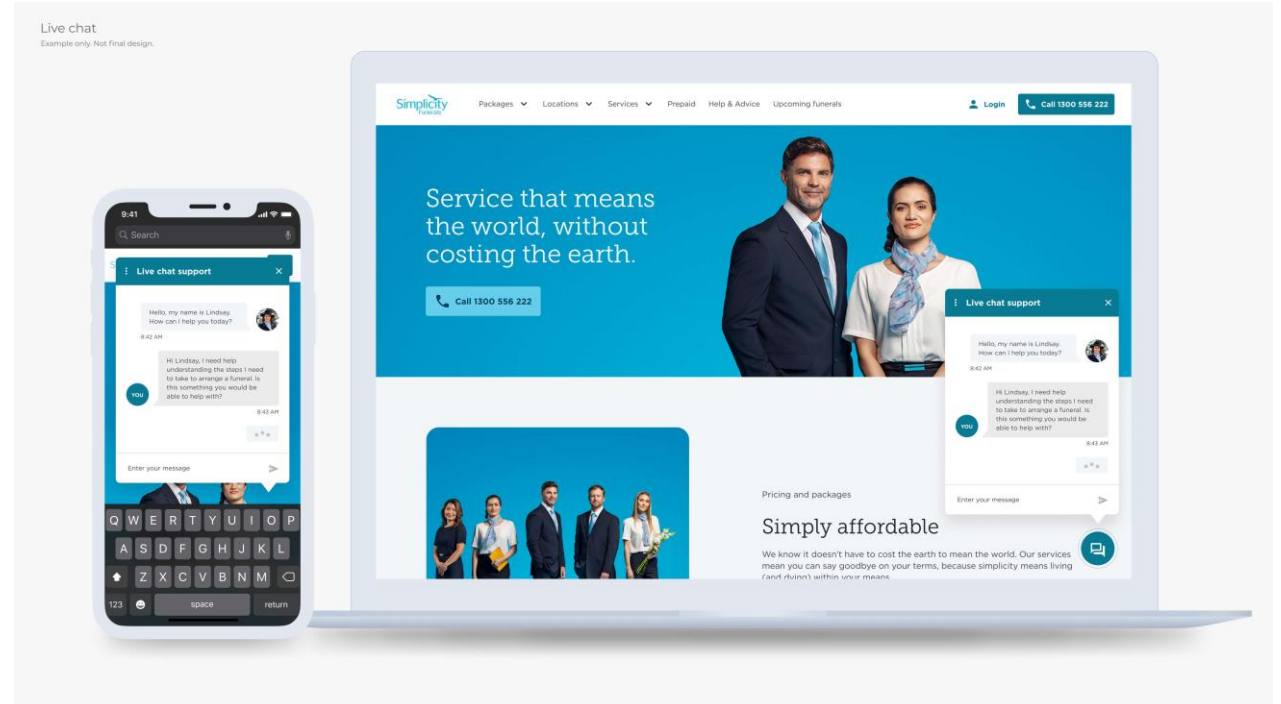 Live chat
Example only. Not final design.
Simplicity
Funerals
Packages
Locations
Services
Prepaid
Help & Advice
Upcoming funerals
Login
Call 1300 556 222
Service that means
the world, without
costing the earth.
Call 1300 556 222
Live chat support
Hello, my name is Lindsay.
How can I help you today?
8:42 AM
Hi Lindsay, I need help
understanding the steps I need
to take to arrange a funeral. Is
this something you would be
able to help with?
YOU
8:43 AM
Enter your message
Pricing and packages
Simply affordable
We know it doesn't have to cost the earth to mean the world. Our services
mean you can say goodbye on your terms, because simplicity means living
(and dying) within your means.
9:41
Search
S
Live chat support
Hello, my name is Lindsay.
How can I help you today?
8:42 AM
Hi Lindsay, I need help
understanding the steps I need
to take to arrange a funeral. Is
this something you would be
able to help with?
YOU
8:43 AM
Enter your message
Q W E R T Y U I O P
A S D F G H J K L
Z X C V B N M
123
space
return